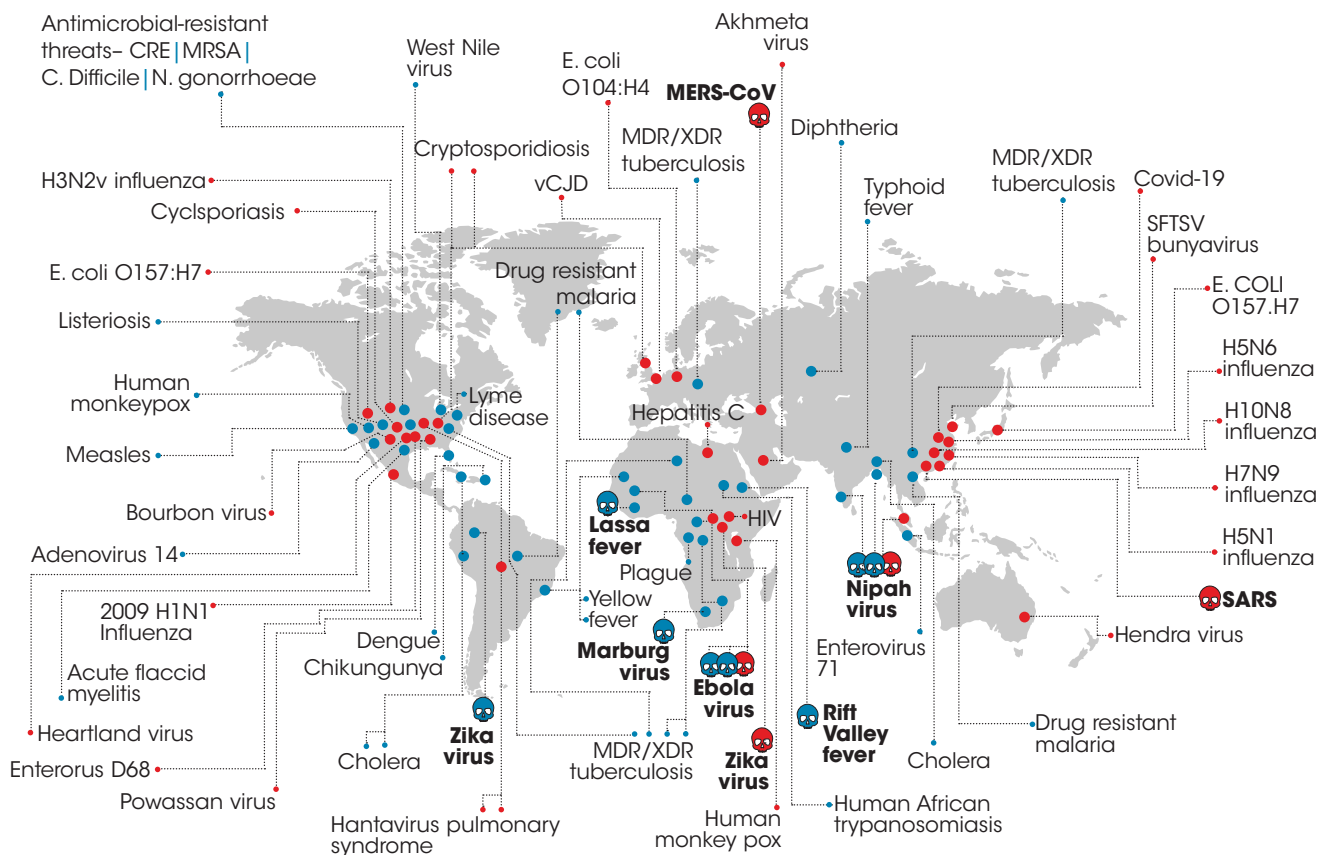 Antimicrobial-resistant
threats– CRE|MRSA|
C. Difficile|N. gonorrhoeae
West Nile
virus
E. coli
O104:H4
MERS-CoV
Akhmeta
virus
Cryptosporidiosis
MDR/XDR
tuberculosis
Diphtheria
MDR/XDR
tuberculosis
H3N2v influenza
vCJD
Typhoid
fever
Covid-19
Cyclsporiasis
SFTSV
bunyavirus
E. coli O157:H7
Drug resistant
malaria
E. COLI
O157.H7
Listeriosis
H5N6
influenza
Human
monkeypox
Lyme
disease
Hepatitis C
H10N8
influenza
Measles
H7N9
influenza
Bourbon virus
Lassa
fever
HIV
Adenovirus 14
H5N1
influenza
Plague
Nipah
virus
SARS
2009 H1N1
Influenza
Yellow
fever
Dengue
Chikungunya
Marburg
virus
Enterovirus
71
Hendra virus
Acute flaccid
myelitis
Ebola
virus
Heartland virus
Zika
virus
Rift
Valley
fever
Drug resistant
malaria
Enterorus D68
Cholera
MDR/XDR
tuberculosis
Zika
virus
Cholera
Powassan virus
Hantavirus pulmonary
syndrome
Human
monkey pox
Human African
trypanosomiasis